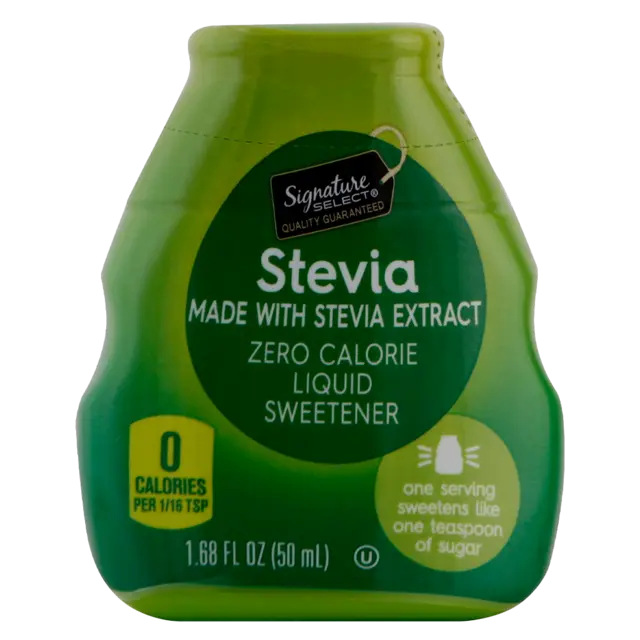 Signature
SELECT®
QUALITY GUARANTEED
Stevia
MADE WITH STEVIA EXTRACT
ZERO CALORIE
LIQUID
SWEETENER
0
CALORIES
PER 1/16 TSP
one serving
sweetens like
one teaspoon
of sugar
1.68 FL OZ (50 mL) U